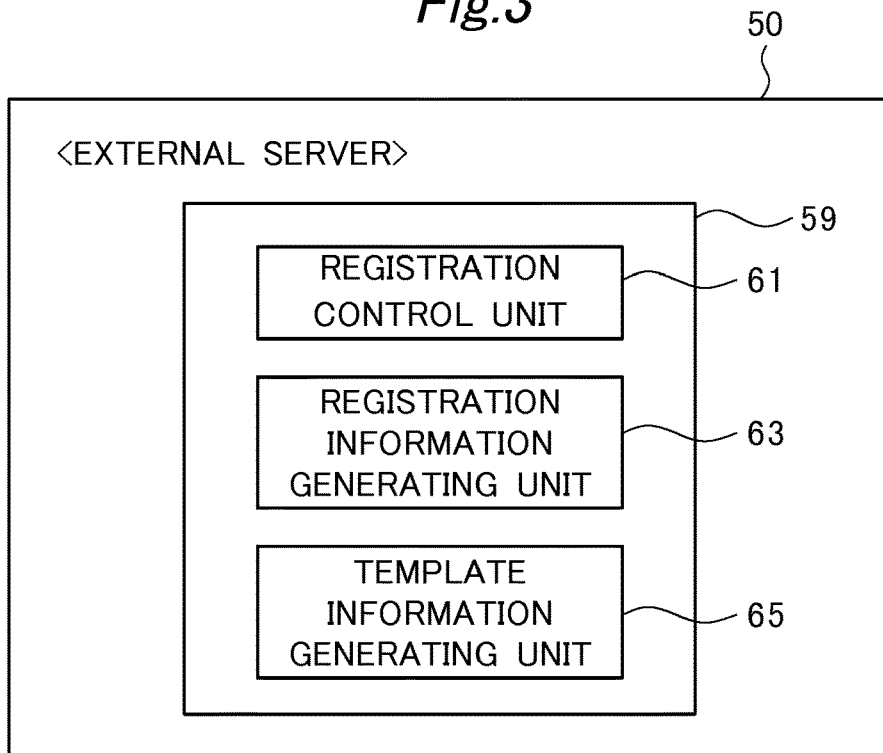 Fig.3
50
<EXTERNAL SERVER>
59
REGISTRATION
CONTROL UNIT
61
REGISTRATION
INFORMATION
GENERATING UNIT
63
TEMPLATE
INFORMATION
GENERATING UNIT
65